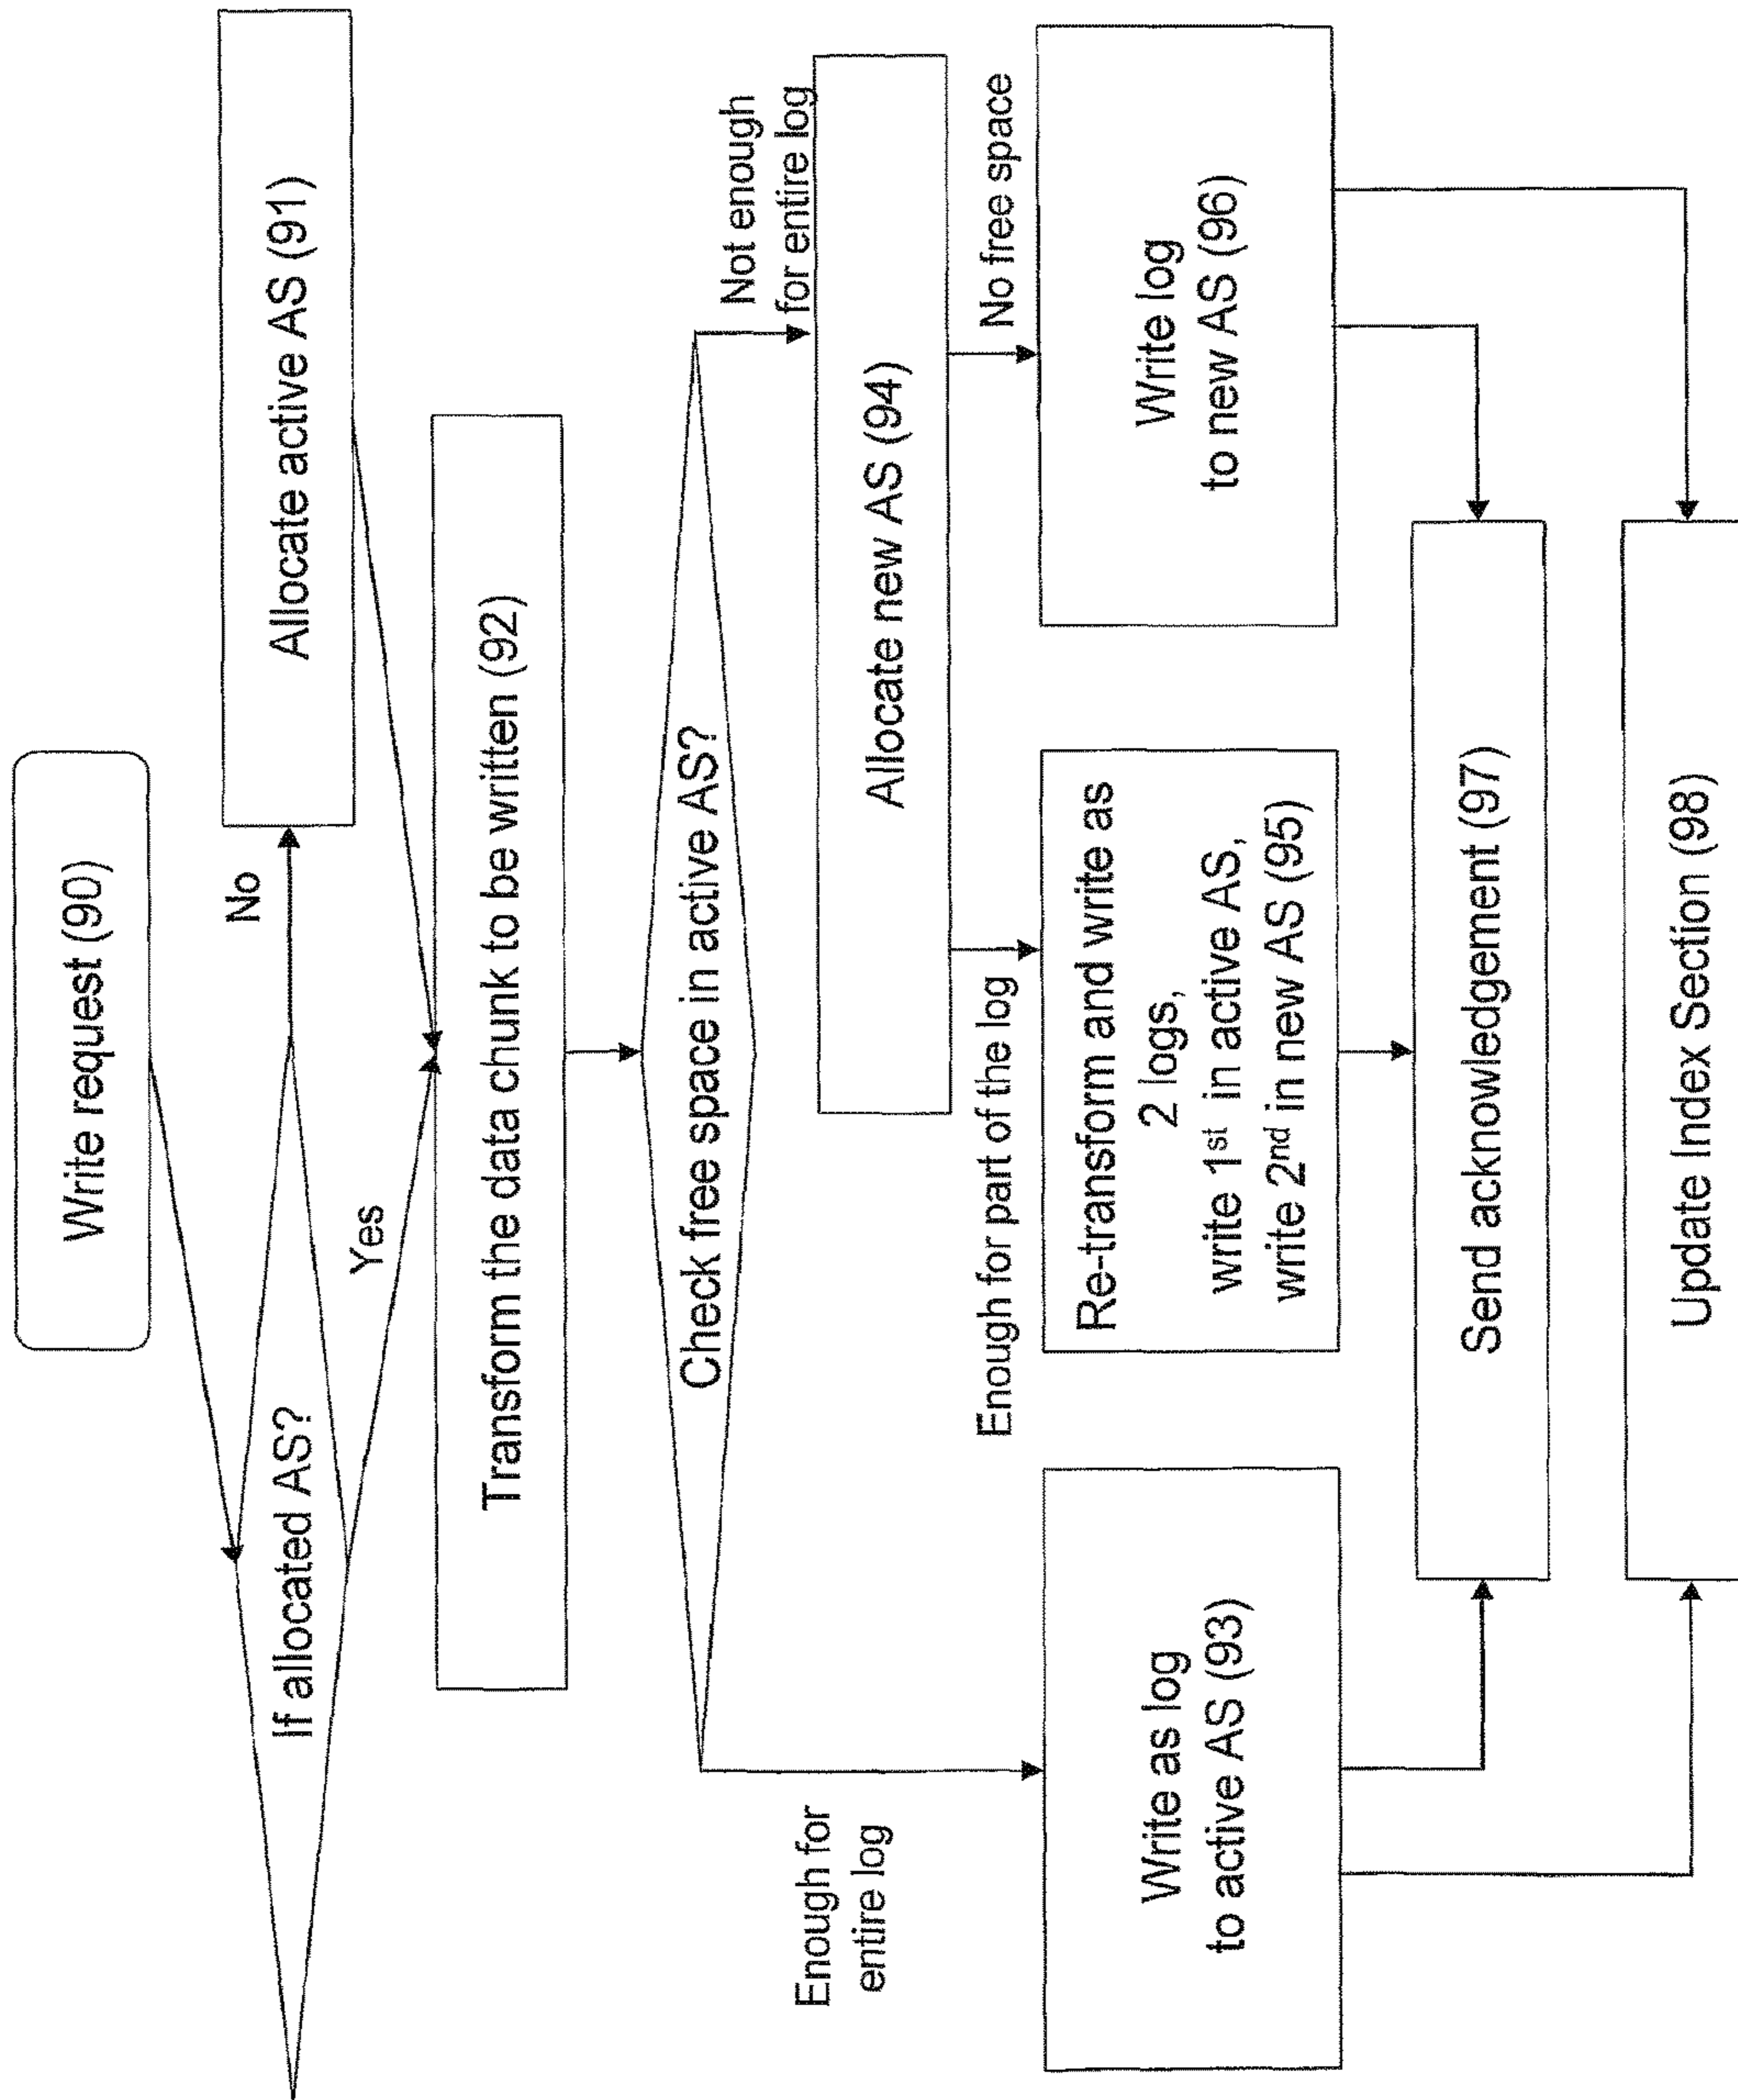 Write request (90)
If allocated AS?
No
Allocate active AS (91)
Yes
Transform the data chunk to be written (92)
Check free space in active AS?
Enough for
entire log
Not enough
for entire log
Allocate new AS (94)
Enough for part of the log
No free space
Write as log
to active AS (93)
Re-transform and write as
2 logs,
write 1st in active AS,
write 2nd in new AS (95)
Write log
to new AS (96)
Send acknowledgement (97)
Update Index Section (98)